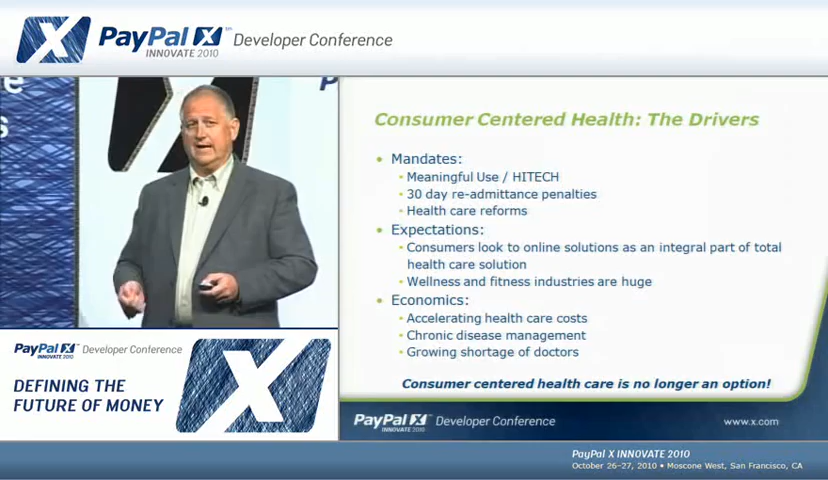 PayPal X Developer Conference
INNOVATE 2010
Consumer Centered Health: The Drivers
• Mandates:
• Meaningful Use / HITECH
• 30 day re-admittance penalties
• Health care reforms
• Expectations:
• Consumers look to online solutions as an integral part of total
health care solution
• Wellness and fitness industries are huge
• Economics:
• Accelerating health care costs
• Chronic disease management
• Growing shortage of doctors
Consumer centered health care is no longer an option!
PayPal X Developer Conference
INNOVATE 2010
DEFINING THE
FUTURE OF MONEY
X
PayPal X Developer Conference
INNOVATE 2010
www.x.com
PayPal X INNOVATE 2010
October 26-27, 2010 • Moscone West, San Francisco, CA